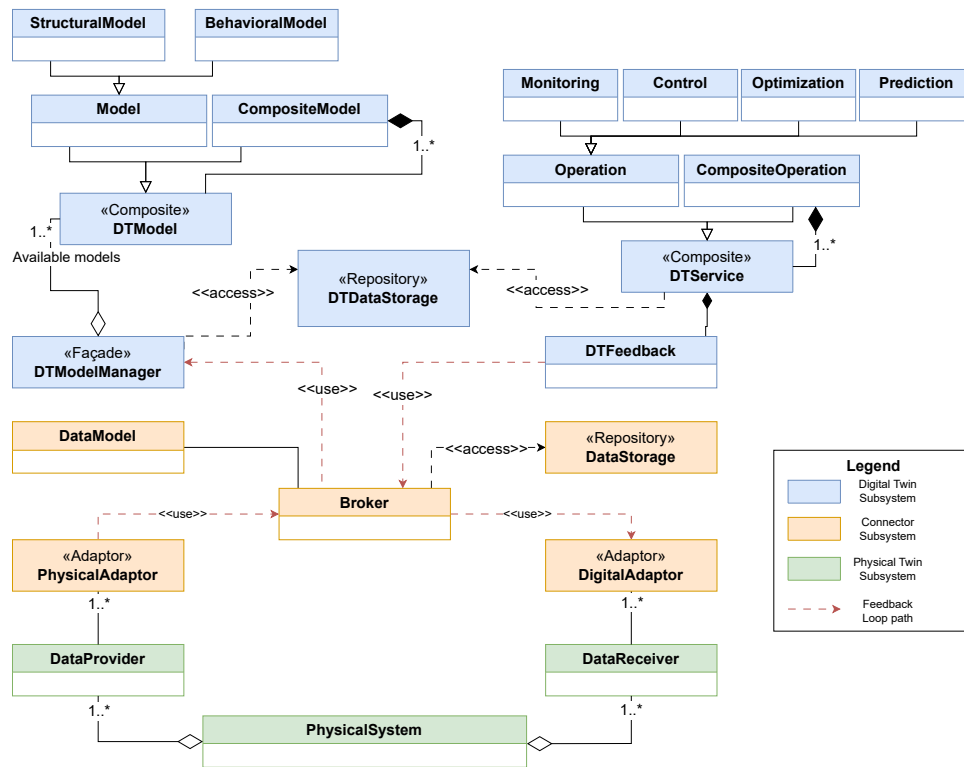 StructuralModel
BehavioralModel
Monitoring
Control
Optimization
Prediction
Model
CompositeModel
1..*
Operation
CompositeOperation
«Composite»
DTModel
1..*
Available models
1..*
«Composite»
DTService
«Repository»
DTDataStorage
<<access>>
<<access>>
«Façade»
DTModelManager
DTFeedback
<<use>>
<<use>>
DataModel
«Repository»
DataStorage
<<access>>
Broker
<<use>>
<<use>>
«Adaptor»
PhysicalAdaptor
«Adaptor»
DigitalAdaptor
1..*
1..*
DataProvider
DataReceiver
1..*
1..*
PhysicalSystem
Legend
Digital Twin
Subsystem
Connector
Subsystem
Physical Twin
Subsystem
Feedback
Loop path